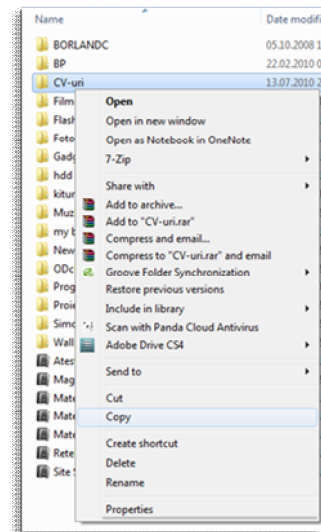 Name Date modifi
BORLANDC 05.10.2008 1
BP 22.02.2010 0
CV-uri 13.07.2010 2
Film
Open
Flash
Open in new window
Foto
Open as Notebook in OneNote
Gadg
7-Zip
hdd
Share with
kitur
Add to archive...
Muz
Add to "CV-uri.rar"
my b
Compress and email...
New
Compress to "CV-uri.rar" and email
ODc
Groove Folder Synchronization
Prog
Restore previous versions
Proie
Include in library
Simc
Scan with Panda Cloud Antivirus
Wall
Adobe Drive CS4
Ates
Send to
Mag
Mate
Cut
Mate
Copy
Mate
Create shortcut
Rete
Delete
Site
Rename
Properties